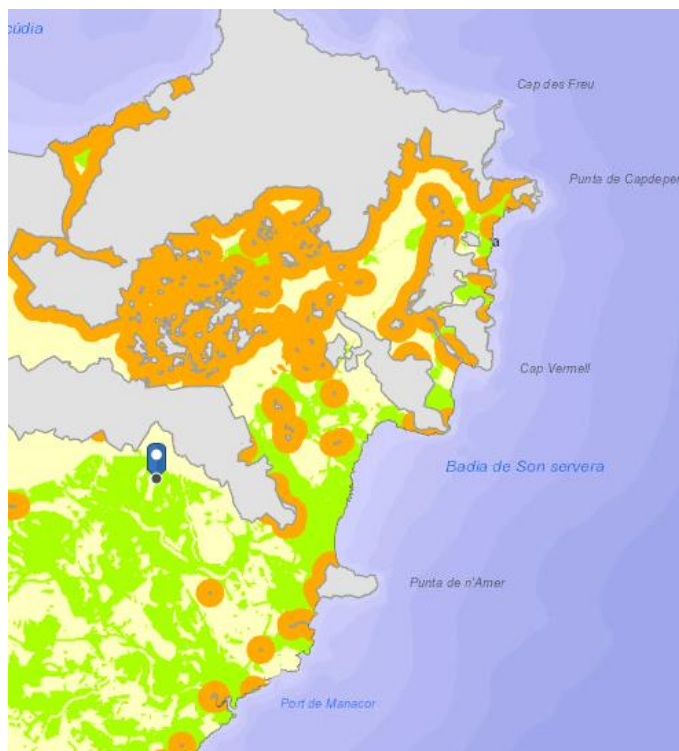 cúdia
Cap des Freu
Punta de Capdeper
a
Cap Vermell
Badia de Son servera
Punta de n'Amer
Port de Manacor